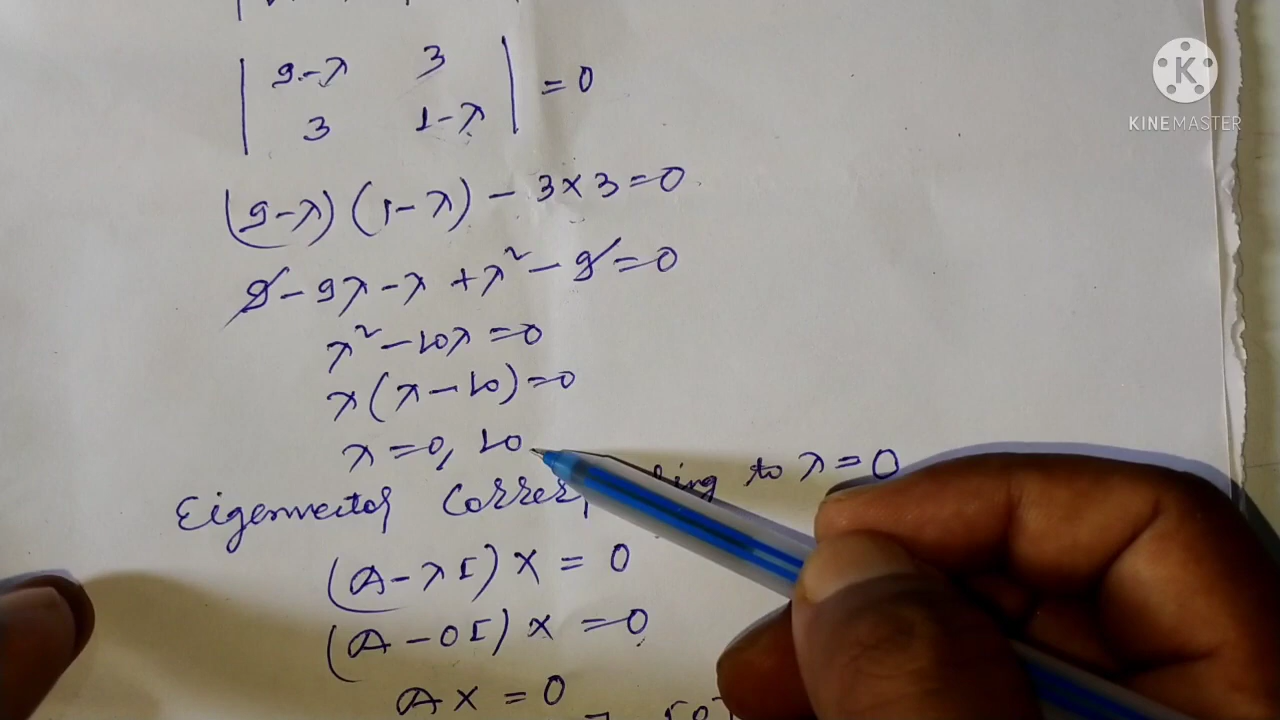 | 9-λ 3 | = 0
| 3 1-λ |
(9-λ) (1-λ) - 3×3=0
9 - 9λ - λ + λ² - 9 = 0
λ² - 10λ = 0
λ(λ - 10) = 0
λ = 0, 10
Eigenvector to λ = 0
(A - λI) X = 0
(A - 0I) X = 0
AX = 0
K
KINEMASTER